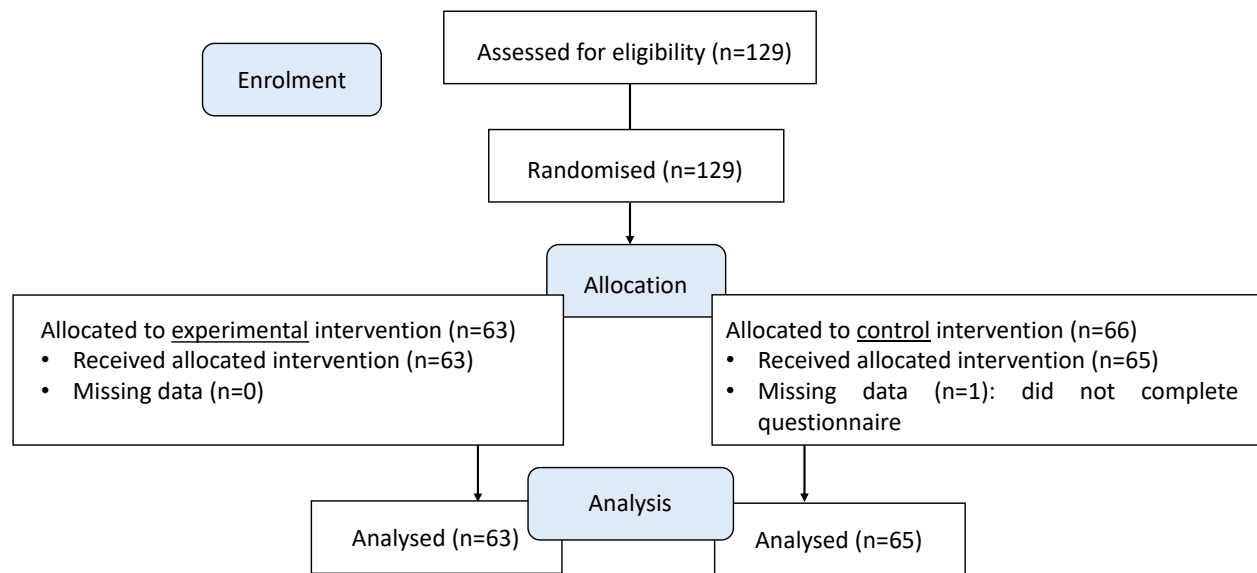 Assessed for eligibility (n=129)
Enrolment
Randomised (n=129)
Allocation
Allocated to experimental intervention (n=63)
• Received allocated intervention (n=63)
• Missing data (n=0)
Allocated to control intervention (n=66)
• Received allocated intervention (n=65)
• Missing data (n=1): did not complete
questionnaire
Analysis
Analysed (n=63)
Analysed (n=65)